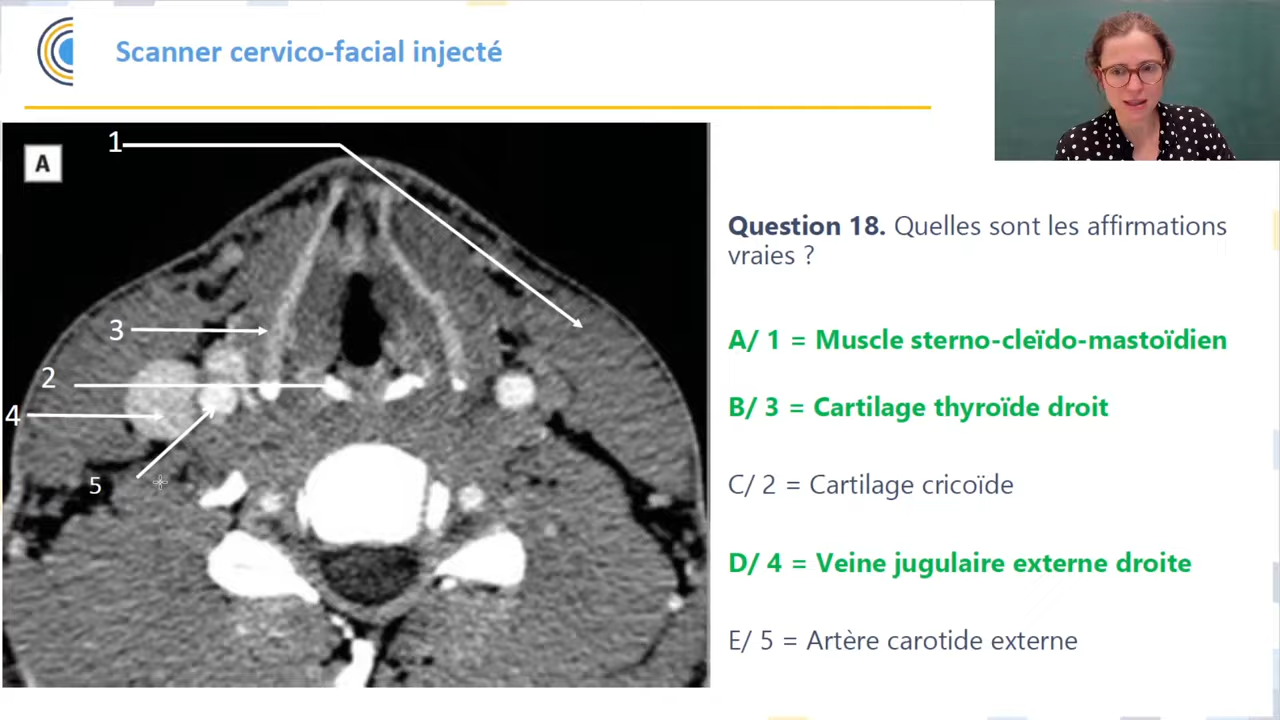 Scanner cervico-facial injecté
A
1
3
2
4
5
Question 18. Quelles sont les affirmations
vraies ?
A/ 1 = Muscle sterno-cleïdo-mastoïdien
B/ 3 = Cartilage thyroïde droit
C/ 2 = Cartilage cricoïde
D/ 4 = Veine jugulaire externe droite
E/ 5 = Artère carotide externe